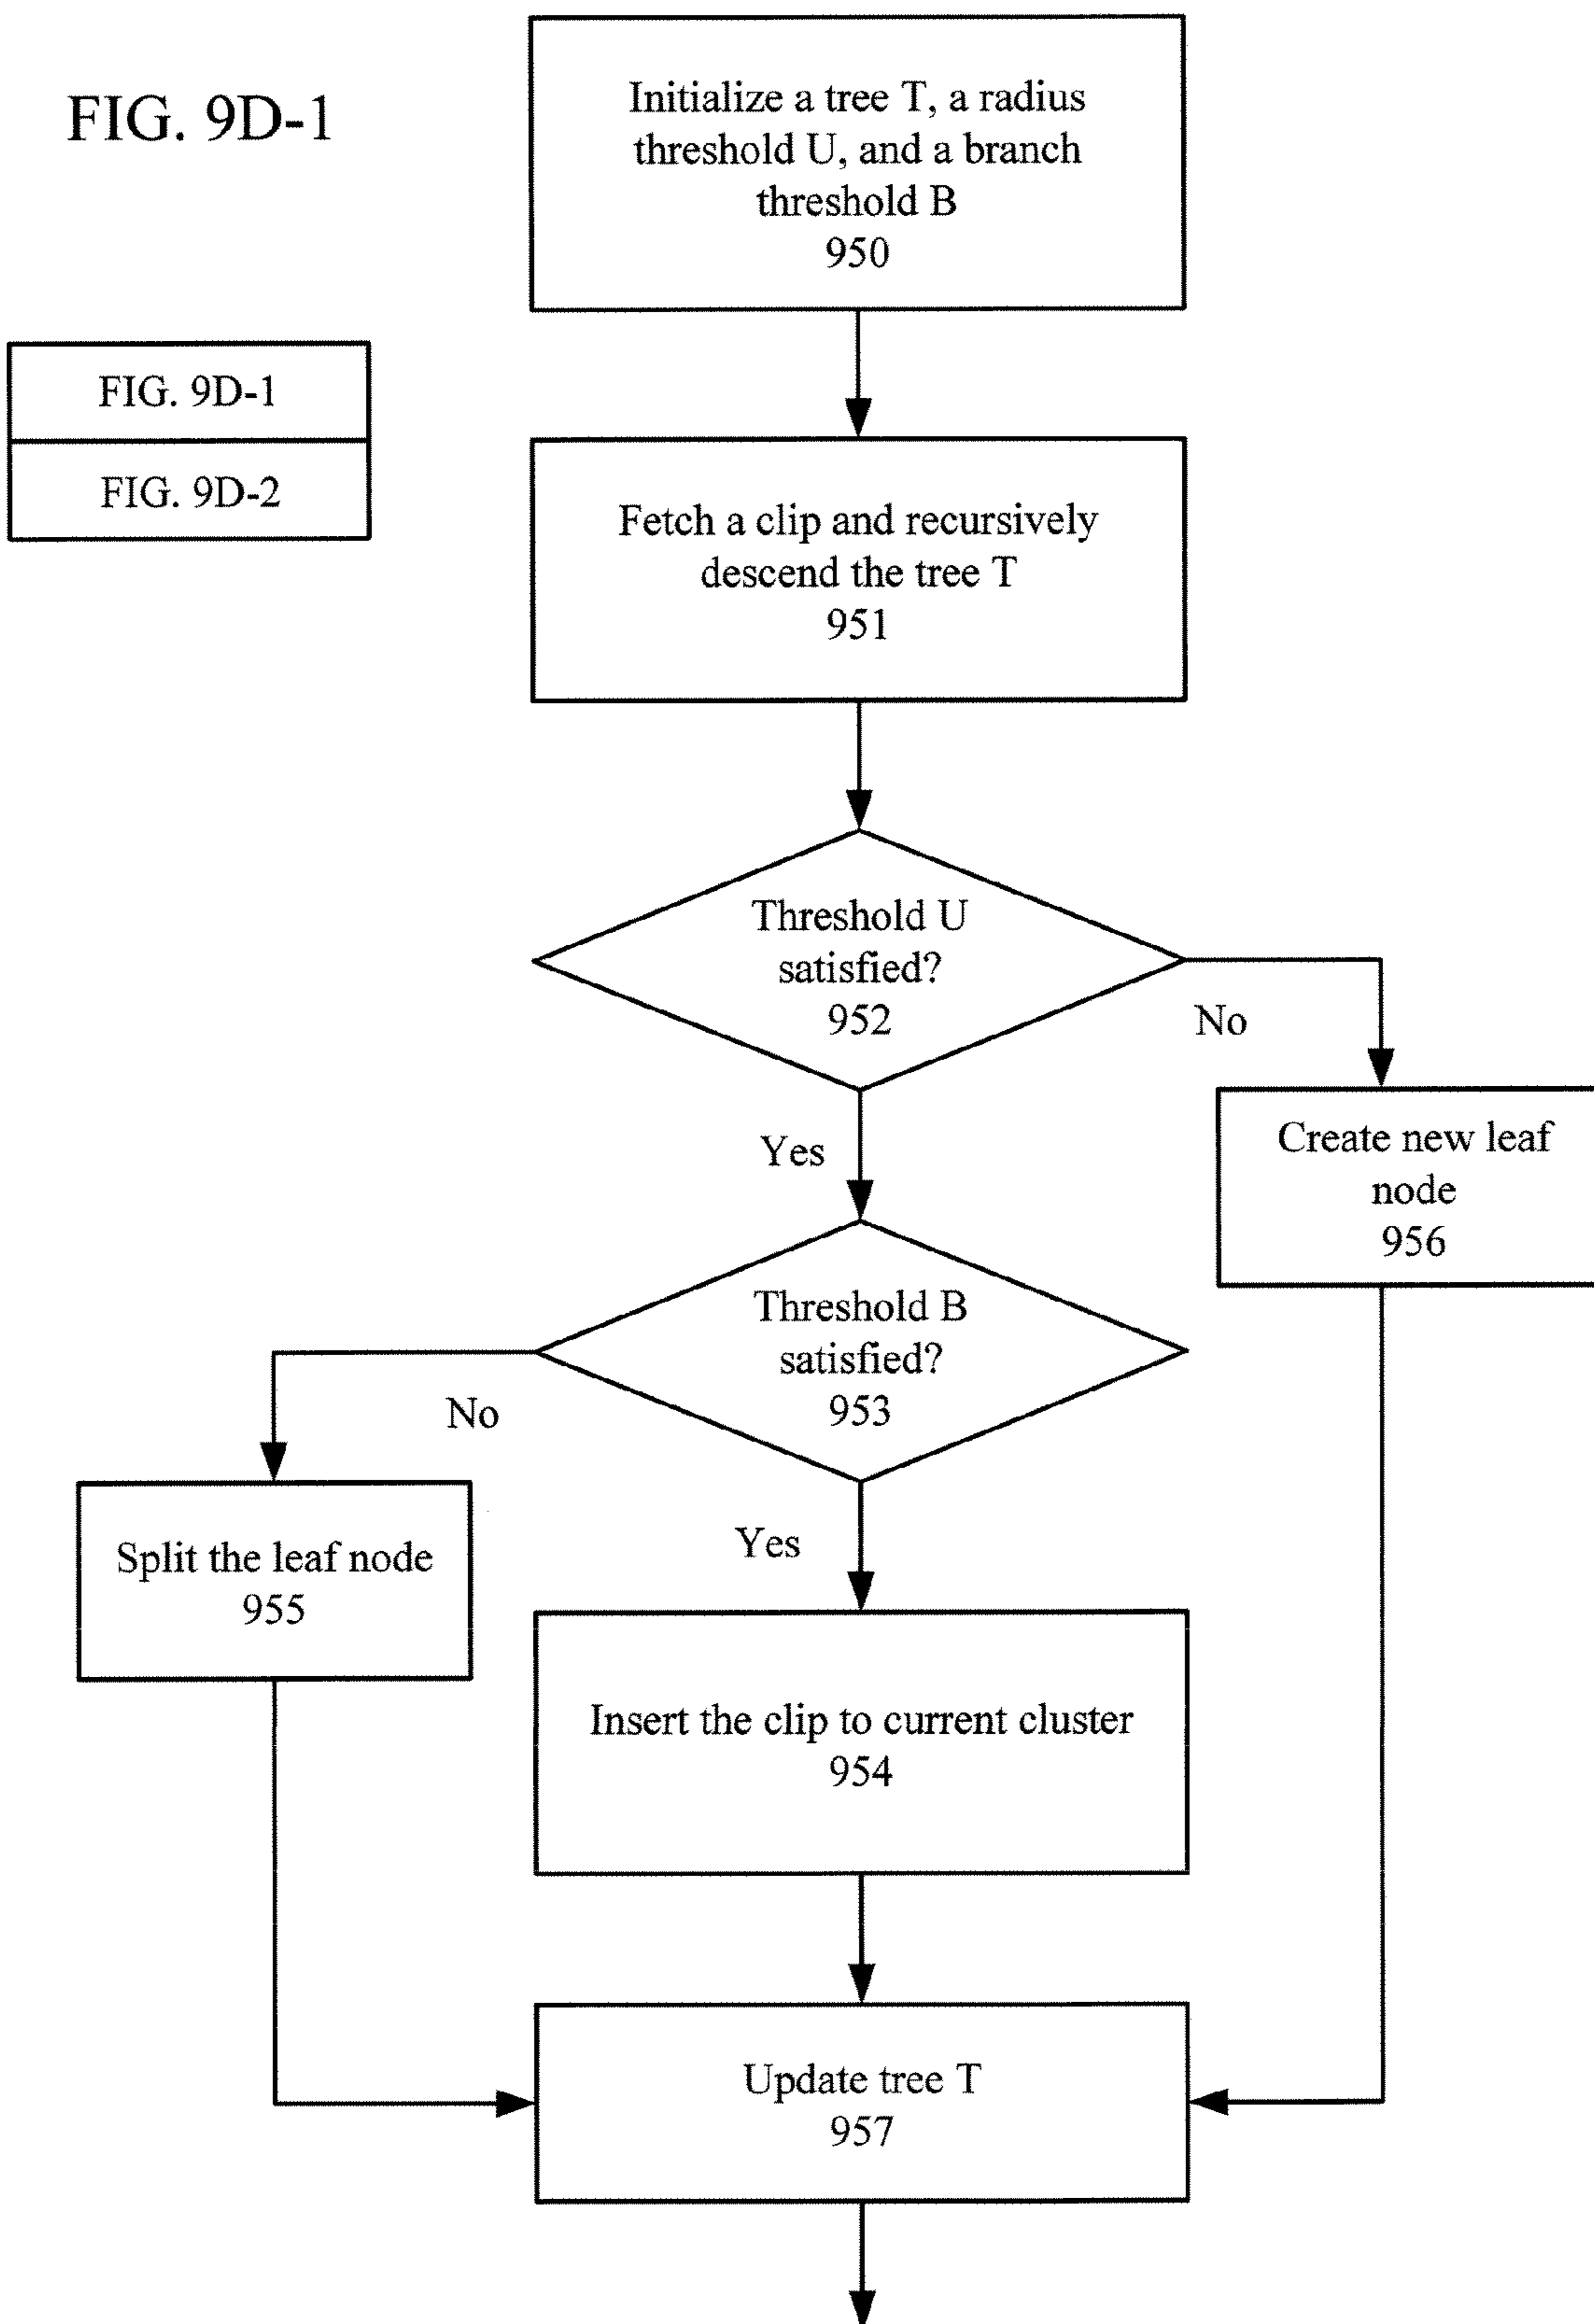 FIG. 9D-1
Initialize a tree T, a radius
threshold U, and a branch
threshold B
950
FIG. 9D-1
FIG. 9D-2
Fetch a clip and recursively
descend the tree T
951
Threshold U
satisfied?
952
No
Yes
Create new leaf
node
956
Threshold B
satisfied?
953
No
Yes
Split the leaf node
955
Insert the clip to current cluster
954
Update tree T
957